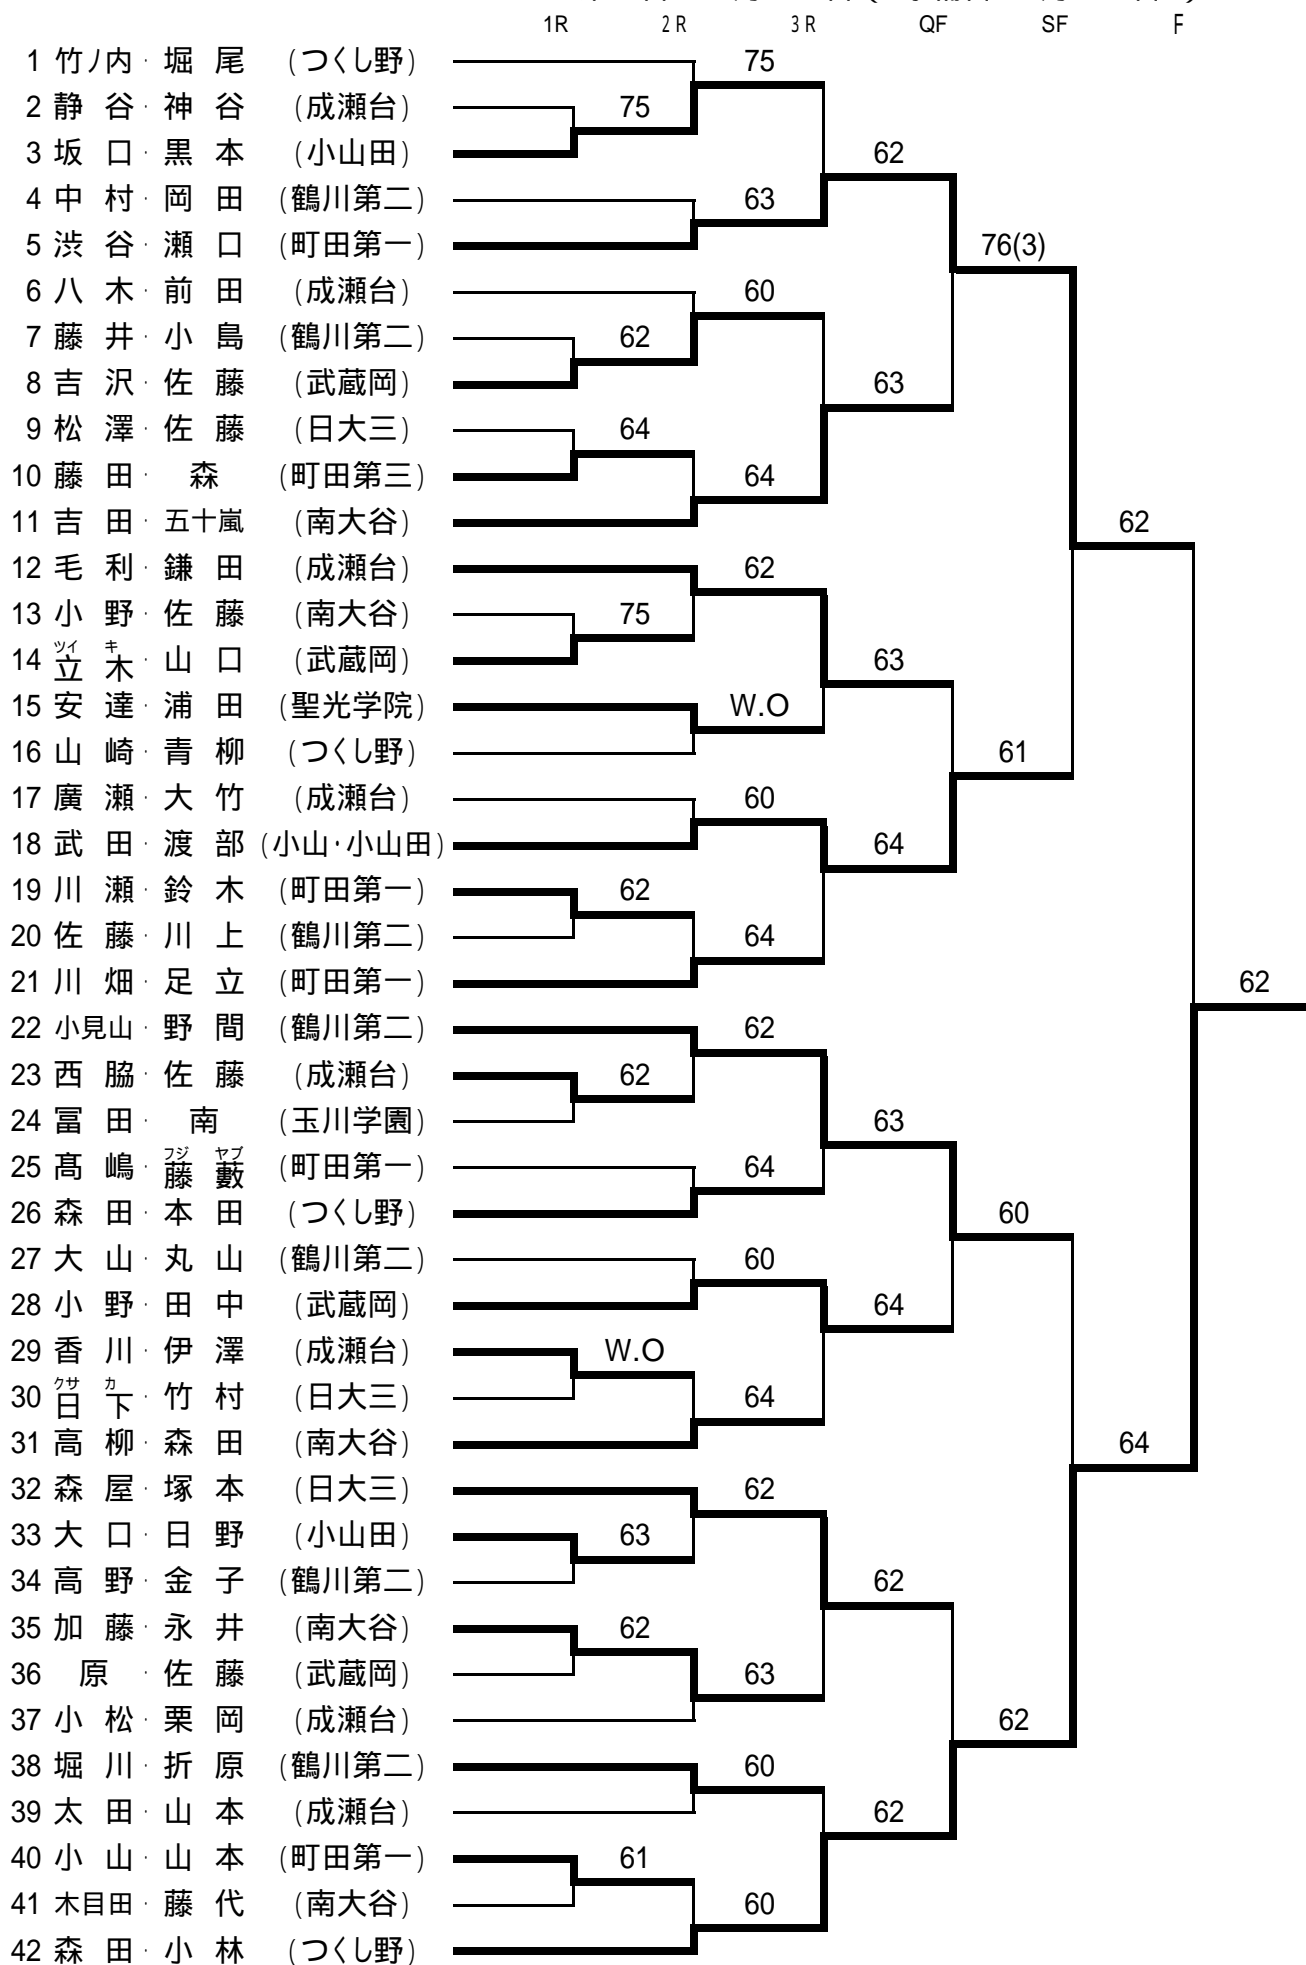 1R 2R 3R QF SF F
1 竹ノ内・堀尾 (つくし野) 75
2 静谷・神谷 (成瀬台) 75
3 坂口・黒本 (小山田) 62
4 中村・岡田 (鶴川第二) 63
5 渋谷・瀬口 (町田第一) 76(3)
6 八木・前田 (成瀬台) 60
7 藤井・小島 (鶴川第二) 62
8 吉沢・佐藤 (武蔵岡) 63
9 松澤・佐藤 (日大三) 64
10 藤田・森 (町田第三) 64
11 吉田・五十嵐 (南大谷) 62
12 毛利・鎌田 (成瀬台) 62
13 小野・佐藤 (南大谷) 75
ツイ キ
14 立木・山口 (武蔵岡) 63
15 安達・浦田 (聖光学院) W.O
16 山崎・青柳 (つくし野) 61
17 廣瀬・大竹 (成瀬台) 60
18 武田・渡部 (小山・小山田) 64
19 川瀬・鈴木 (町田第一) 62
20 佐藤・川上 (鶴川第二) 64
21 川畑・足立 (町田第一) 62
22 小見山・野間 (鶴川第二) 62
23 西脇・佐藤 (成瀬台) 62
24 冨田・南 (玉川学園) 63
フジ ヤブ
25 髙嶋・藤藪 (町田第一) 64
26 森田・本田 (つくし野) 60
27 大山・丸山 (鶴川第二) 60
28 小野・田中 (武蔵岡) 64
29 香川・伊澤 (成瀬台) W.O
クサ カ
30 日下・竹村 (日大三) 64
31 高柳・森田 (南大谷) 64
32 森屋・塚本 (日大三) 62
33 大口・日野 (小山田) 63
34 高野・金子 (鶴川第二) 62
35 加藤・永井 (南大谷) 62
36 原・佐藤 (武蔵岡) 63
37 小松・栗岡 (成瀬台) 62
38 堀川・折原 (鶴川第二) 60
39 太田・山本 (成瀬台) 62
40 小山・山本 (町田第一) 61
41 木目田・藤代 (南大谷) 60
42 森田・小林 (つくし野)